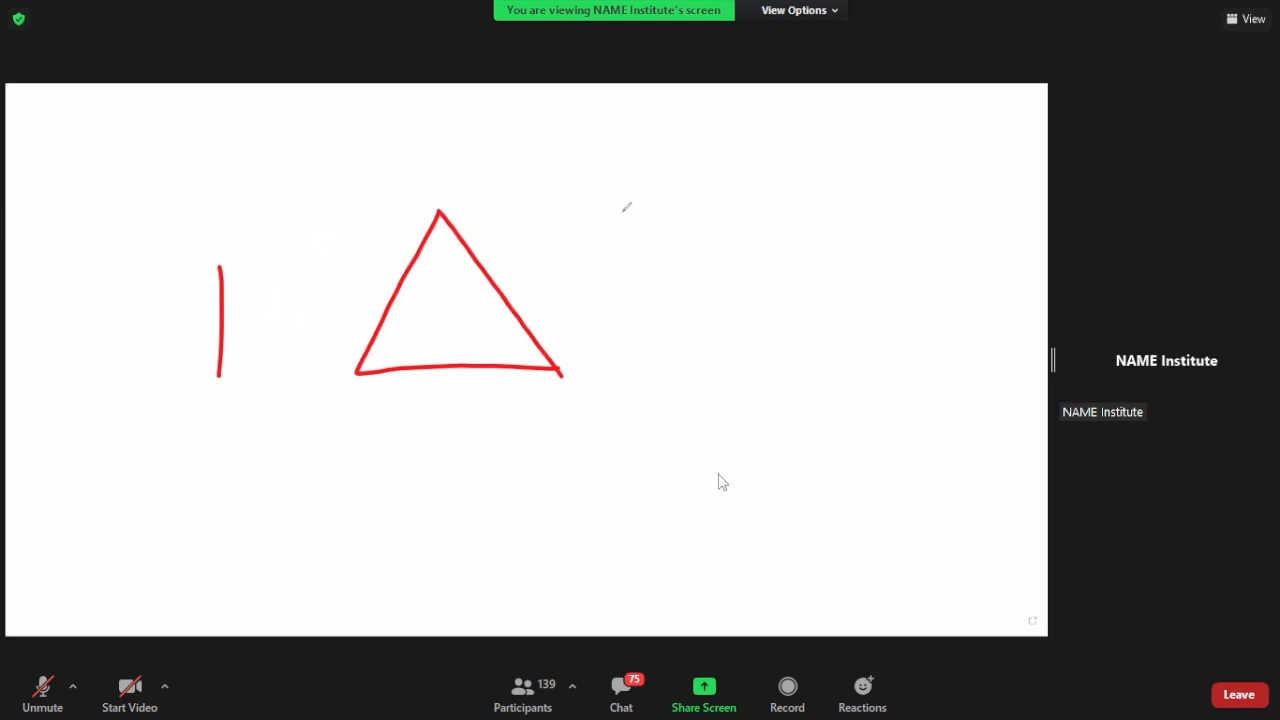 You are viewing NAME Institute's screen
View Options
View
NAME Institute
NAME Institute
Unmute
Start Video
139
Participants
75
Chat
Share Screen
Record
Reactions
Leave